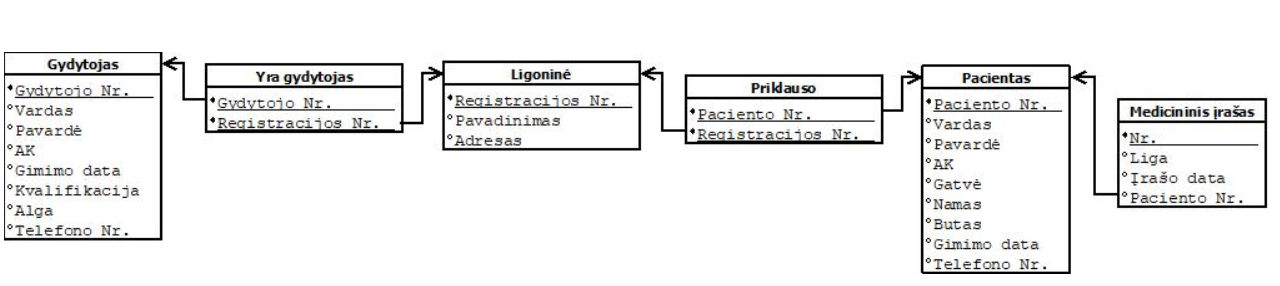 Gydytojas
Gydytojo Nr.
Vardas
Pavardė
AK
Gimimo data
Kvalifikacija
Alga
Telefono Nr.
Yra gydytojas
Gydytojo Nr.
Registracijos Nr.
Ligoninė
Registracijos Nr.
Pavadinimas
Adresas
Priklauso
Paciento Nr.
Registracijos Nr.
Pacientas
Paciento Nr.
Vardas
Pavardė
AK
Gatvė
Namas
Butas
Gimimo data
Telefono Nr.
Medicininis įrašas
Nr.
Liga
Įrašo data
Paciento Nr.